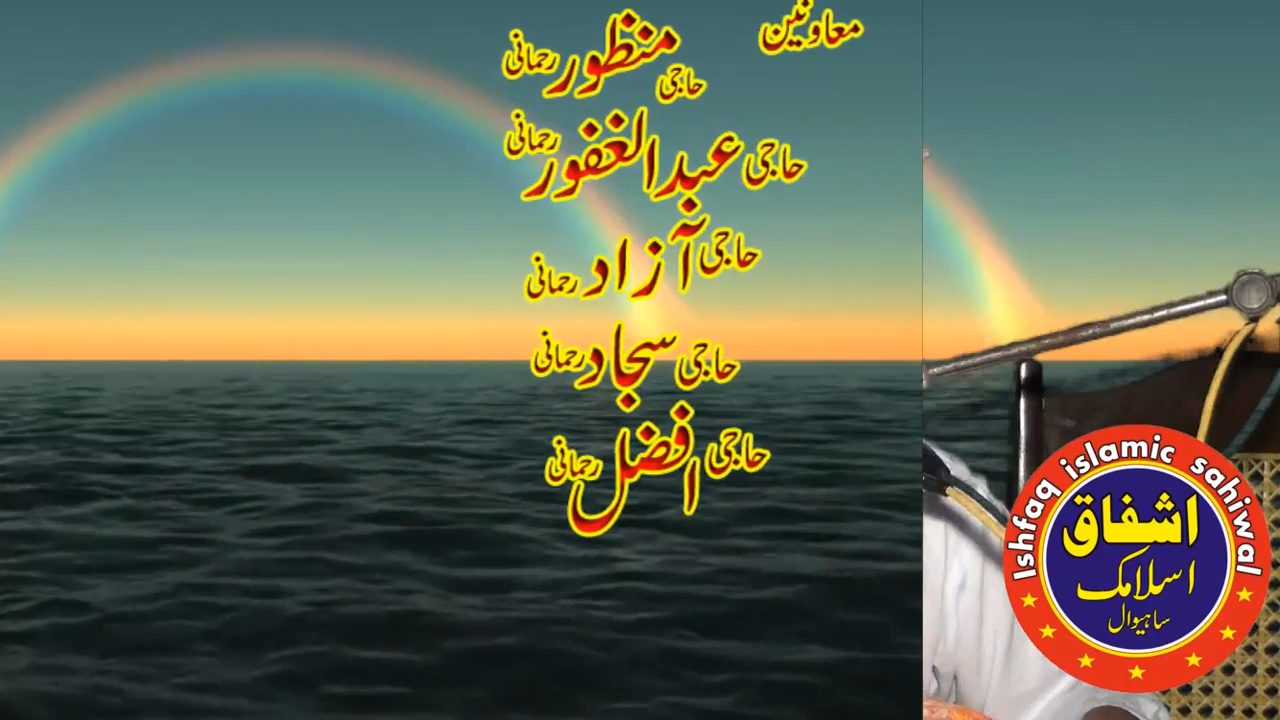 معاونین
حاجی منظور رحمانی
حاجی عبدالغفور رحمانی
حاجی آزاد رحمانی
حاجی سجاد رحمانی
حاجی افضل رحمانی
Ishfaq islamic sahiwal
اشفاق
اسلامک
ساہیوال